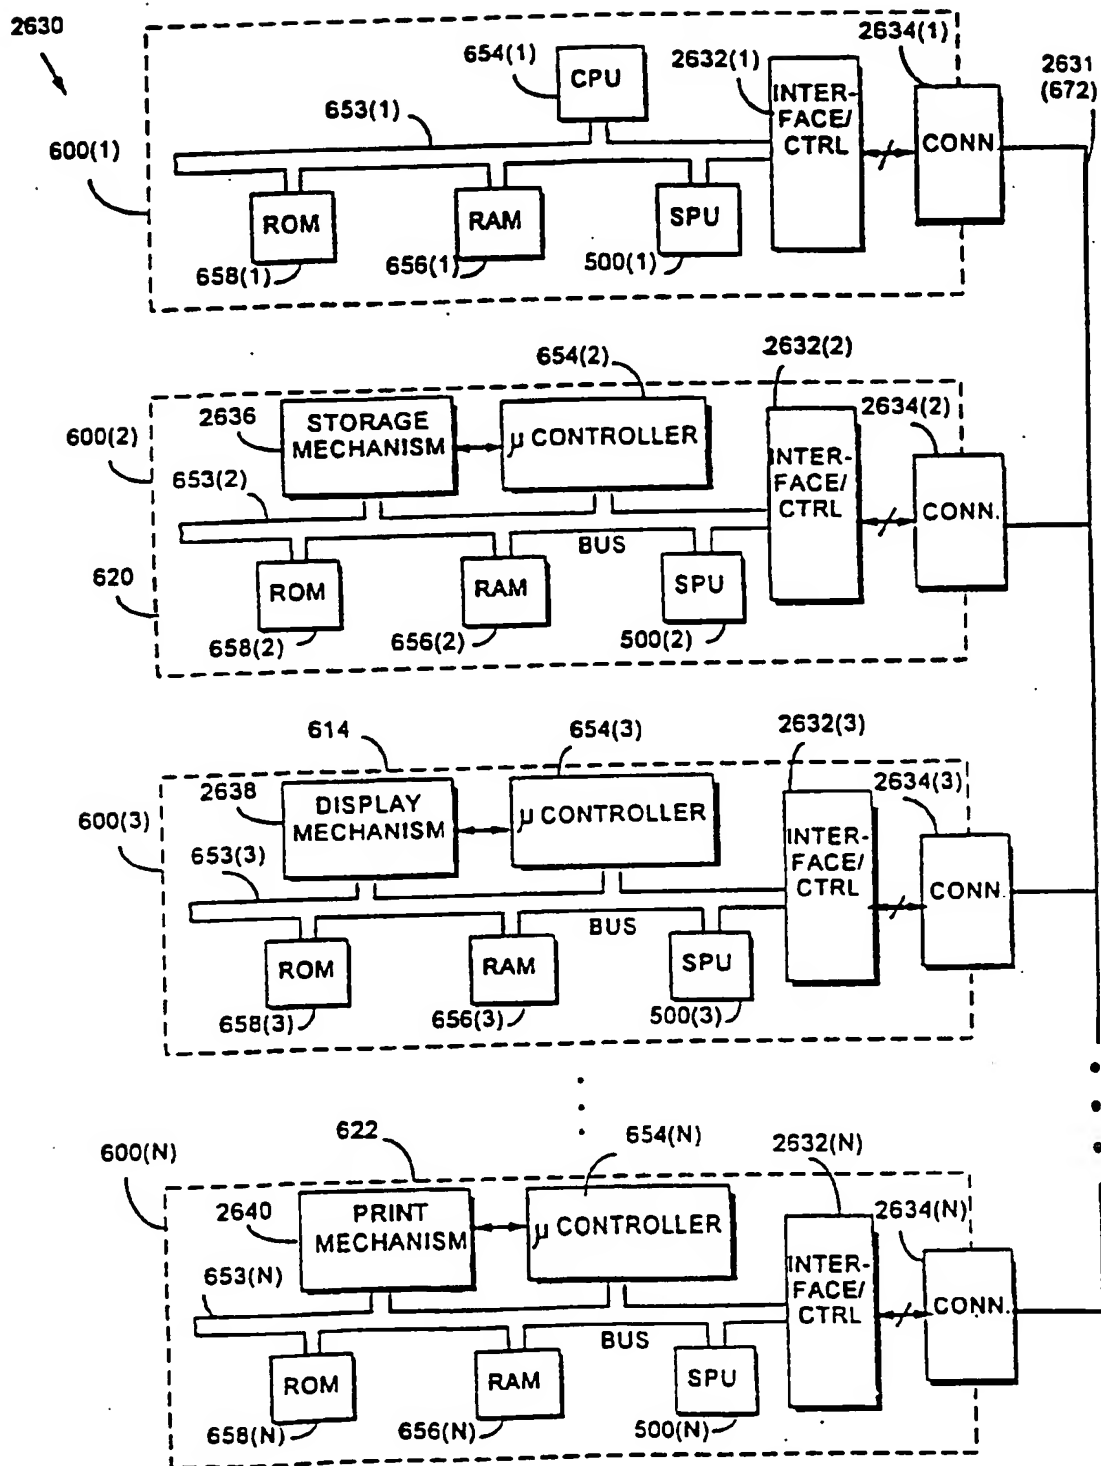 2630
654(1)
CPU
2632(1)
2634(1)
2631
(672)
INTER-
FACE/
CTRL
CONN.
653(1)
600(1)
ROM
RAM
SPU
658(1)
656(1)
500(1)
654(2)
2632(2)
2634(2)
600(2)
2636
STORAGE
MECHANISM
μ CONTROLLER
INTER-
FACE/
CTRL
CONN.
653(2)
BUS
620
ROM
RAM
SPU
658(2)
656(2)
500(2)
614
654(3)
2632(3)
2634(3)
2638
DISPLAY
MECHANISM
μ CONTROLLER
600(3)
INTER-
FACE/
CTRL
CONN.
653(3)
BUS
ROM
RAM
SPU
658(3)
656(3)
500(3)
600(N)
622
654(N)
2632(N)
2634(N)
2640
PRINT
MECHANISM
μ CONTROLLER
INTER-
FACE/
CTRL
CONN.
653(N)
BUS
ROM
RAM
SPU
658(N)
656(N)
500(N)